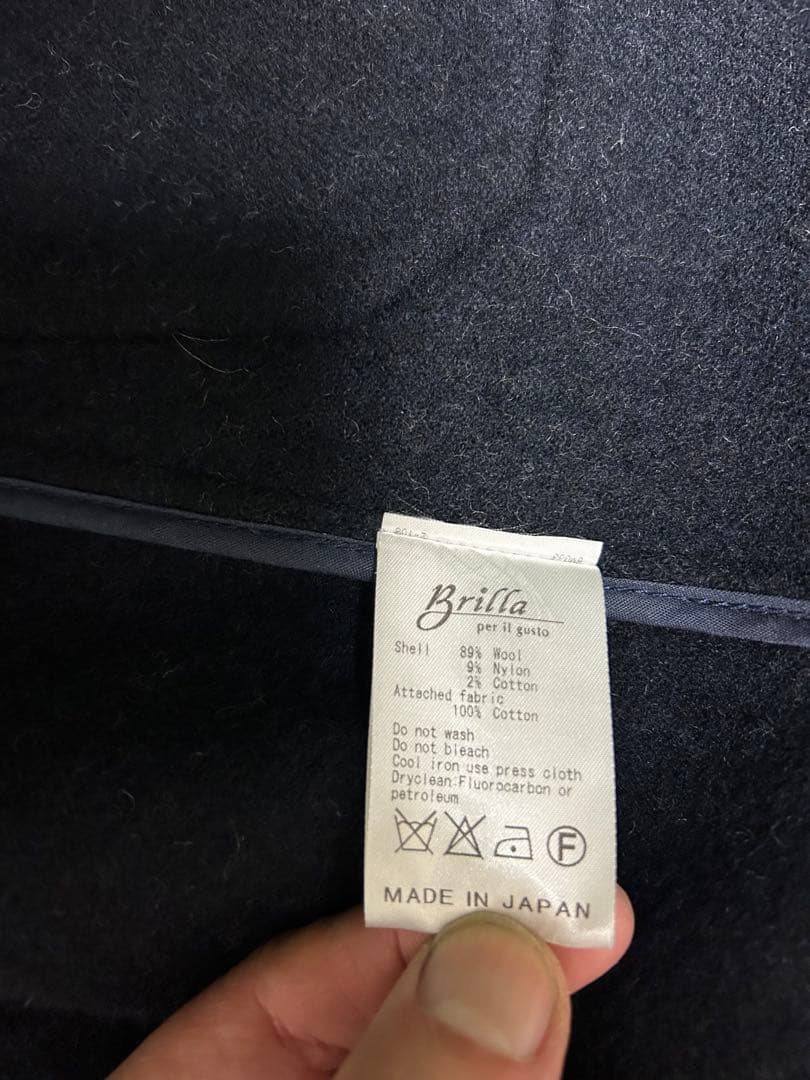 Brilla
per il gusto
Shell 89% Wool
9% Nylon
2% Cotton
Attached fabric
100% Cotton
Do not wash
Do not bleach
Cool iron use press cloth
Dryclean:Fluorocarbon or
petroleum
F
MADE IN JAPAN